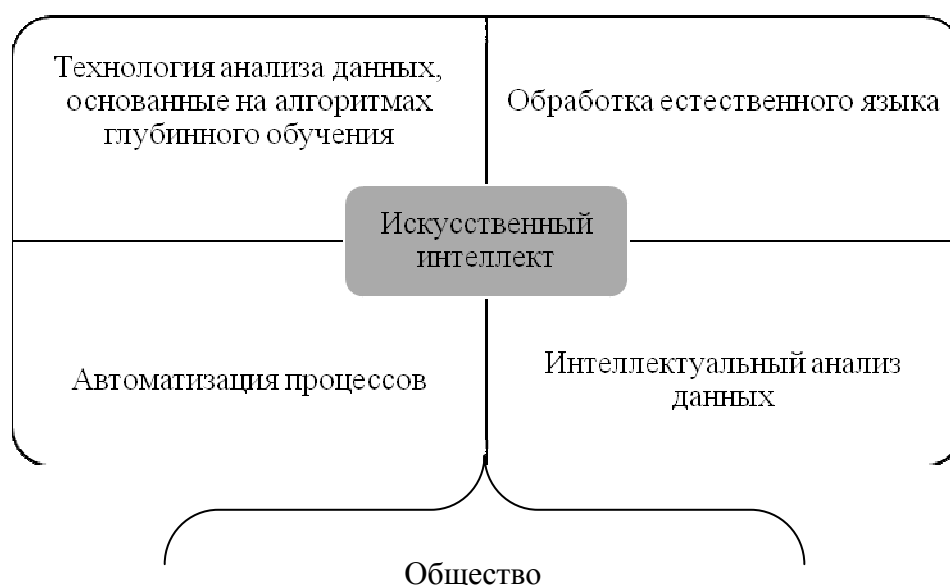 Технология анализа данных,
основанные на алгоритмах
глубинного обучения
Обработка естественного языка
Искусственный
интеллект
Автоматизация процессов
Интеллектуальный анализ
данных
Общество